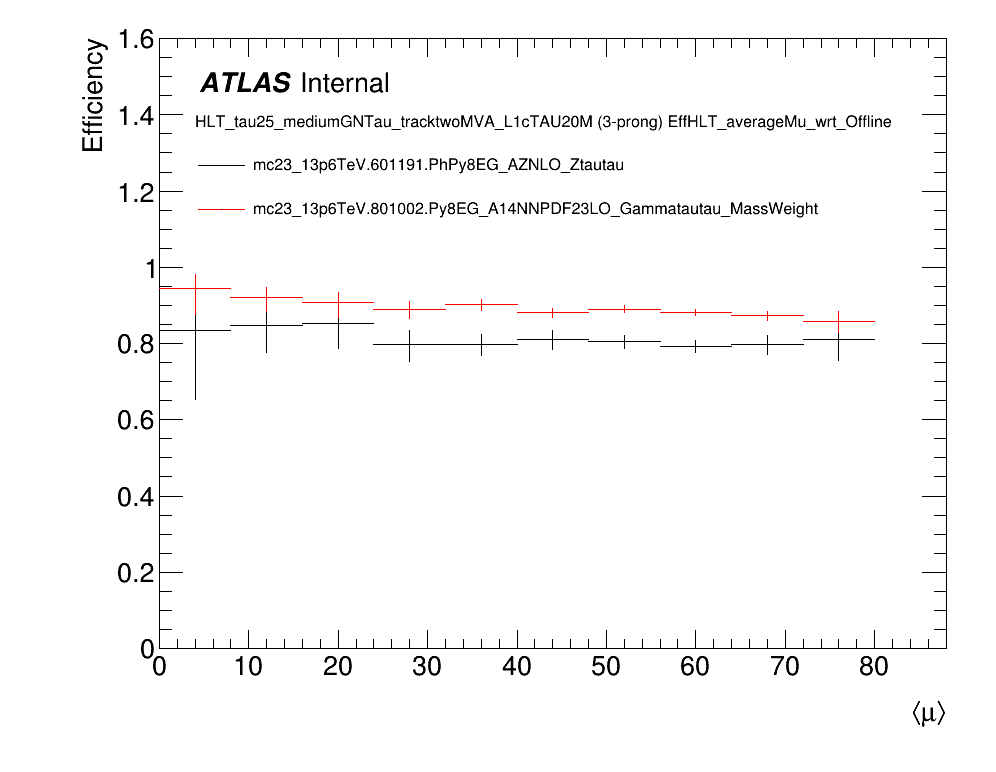 Efficiency
1.6
1.4
1.2
1
0.8
0.6
0.4
0.2
0
ATLAS Internal
HLT_tau25_mediumGNTau_tracktwoMVA_L1cTAU20M (3-prong) EffHLT_averageMu_wrt_Offline
mc23_13p6TeV.601191.PhPy8EG_AZNLO_Ztautau
mc23_13p6TeV.801002.Py8EG_A14NNPDF23LO_Gammatautau_MassWeight
0 10 20 30 40 50 60 70 80
⟨μ⟩